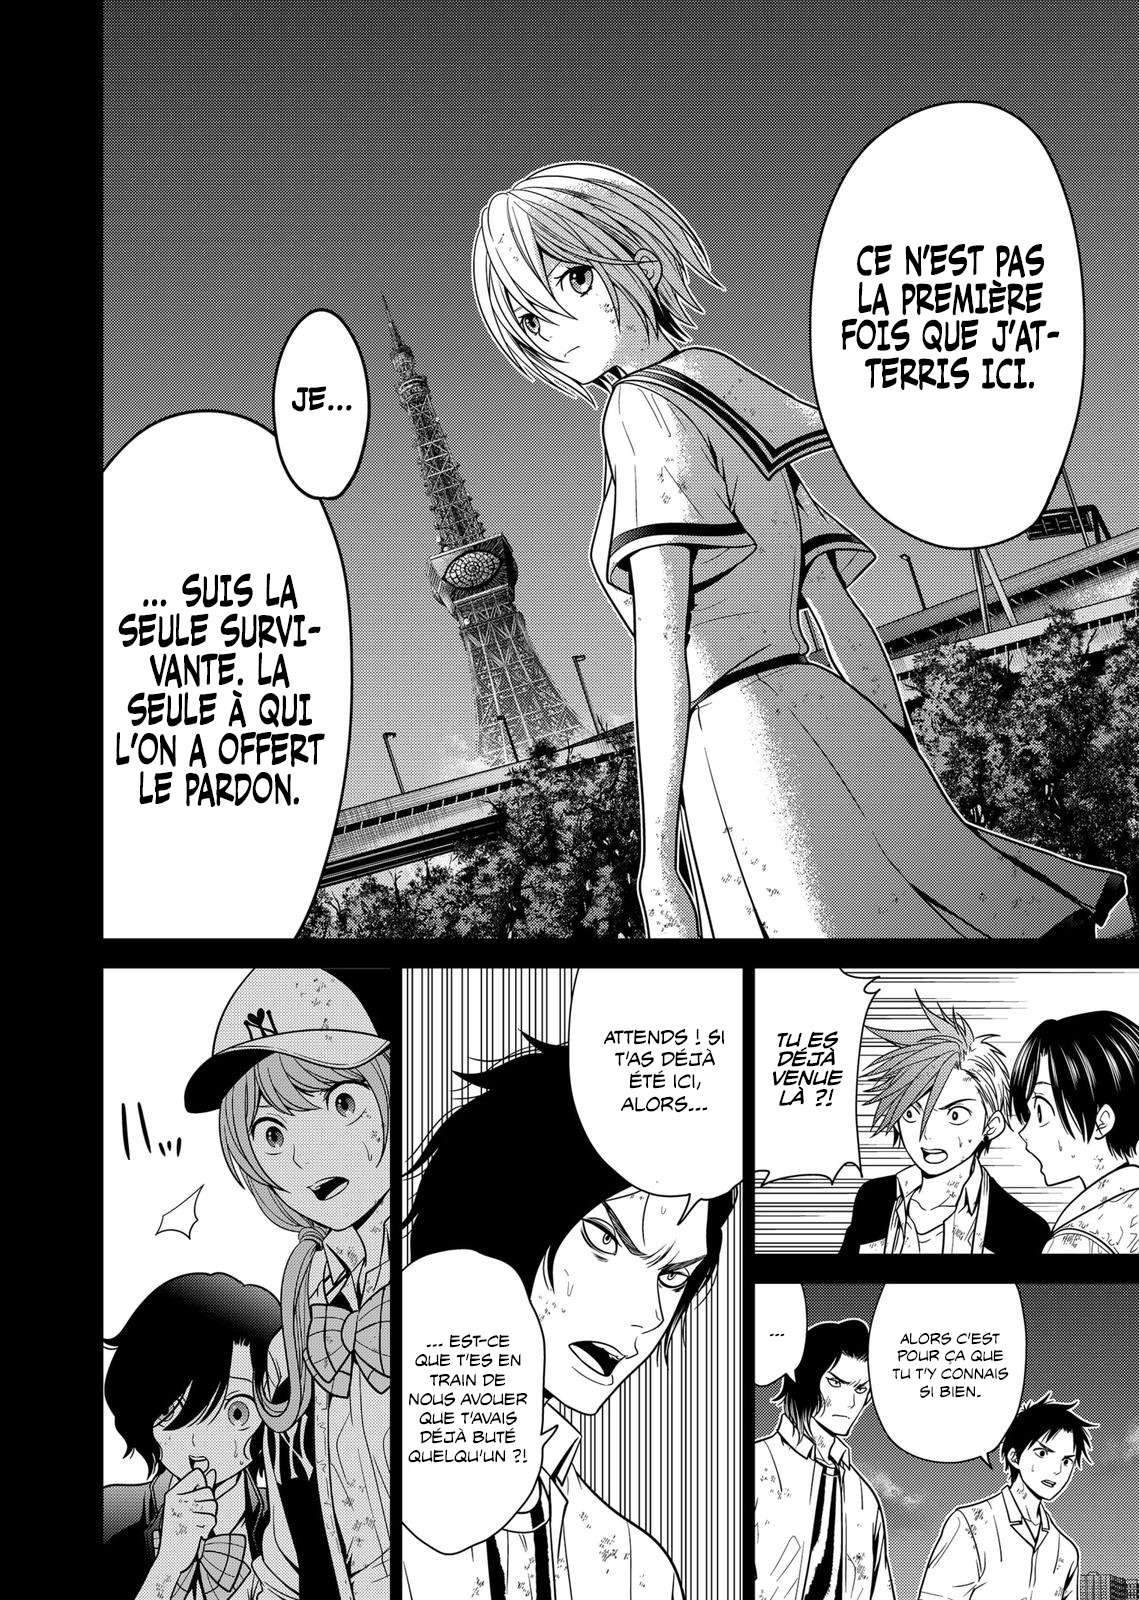 CE N'EST PAS
LA PREMIÈRE
FOIS QUE J'AT-
TERRIS ICI.
JE...
... SUIS LA
SEULE SURVI-
VANTE. LA
SEULE À QUI
L'ON A OFFERT
LE PARDON.
TU ES
DÉJÀ
VENUE
LÀ ?!
ALORS C'EST
POUR ÇA QUE
TU T'Y CONNAIS
SI BIEN.
...
ATTENDS ! SI
T'AS DÉJÀ
ÉTÉ ICI,
ALORS...
... EST-CE
QUE T'ES EN
TRAIN DE
NOUS AVOUER
QUE T'AVAIS
DÉJÀ BUTÉ
QUELQU'UN ?!